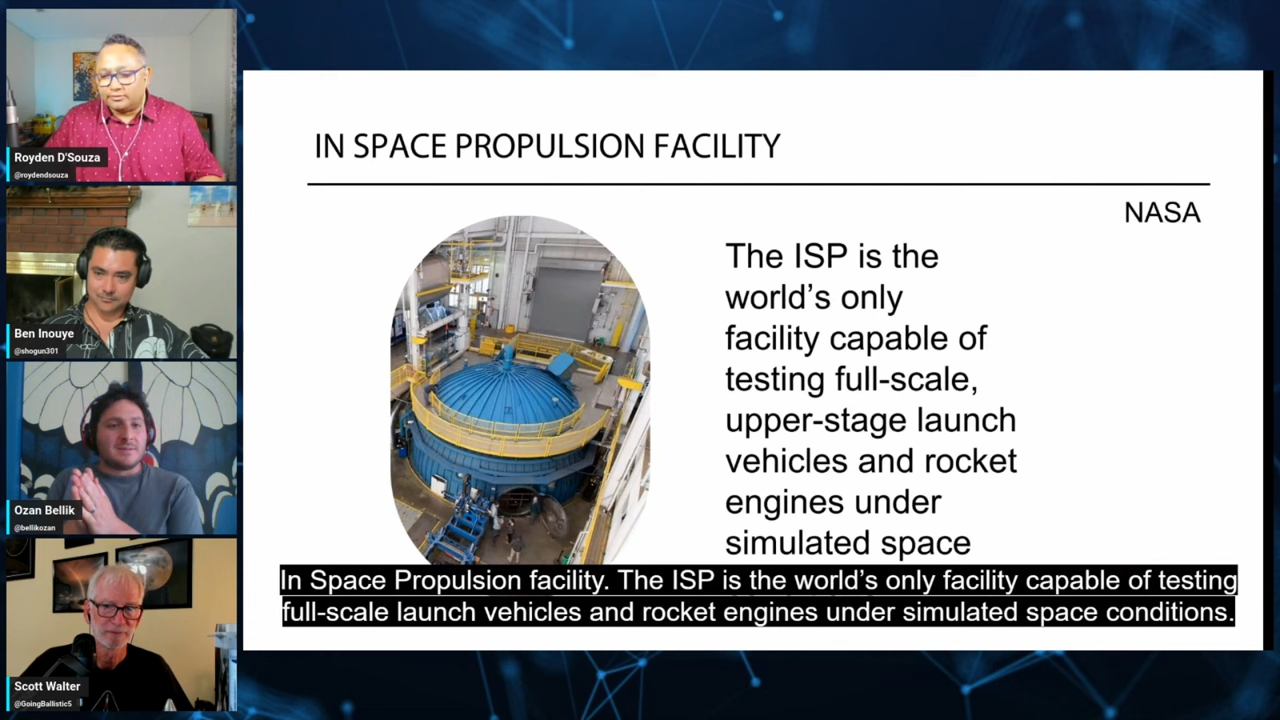 Royden D'Souza
@roydendsouza
Ben Inouye
@shogun301
Ozan Bellik
@bellikozan
Scott Walter
@GoingBallistic5
IN SPACE PROPULSION FACILITY
NASA
The ISP is the
world’s only
facility capable of
testing full-scale,
upper-stage launch
vehicles and rocket
engines under
simulated space
In Space Propulsion facility. The ISP is the world’s only facility capable of testing
full-scale launch vehicles and rocket engines under simulated space conditions.